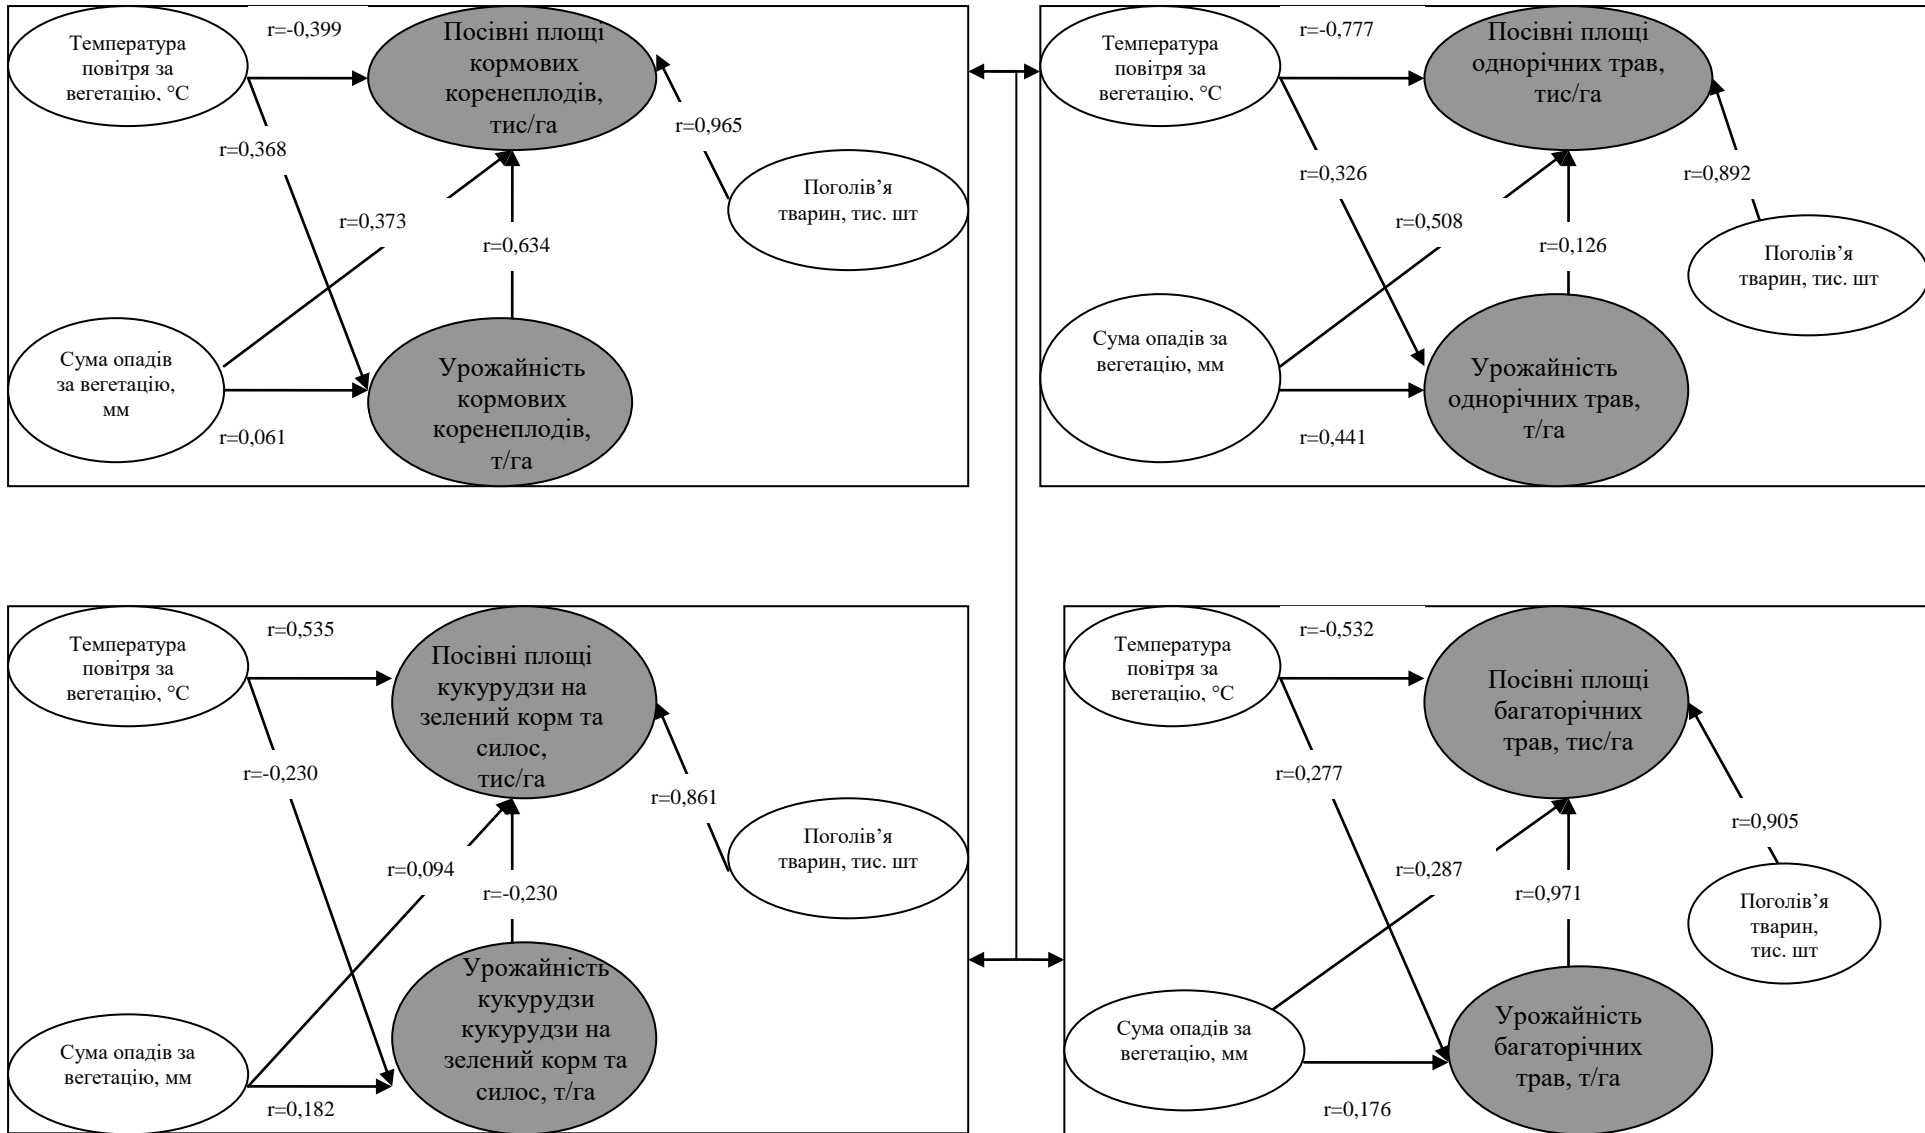 r=-0,399
Температура
повітря за
вегетацію, °С
Посівні площі
кормових
коренеплодів,
тис/га
r=0,965
r=0,368
Поголів’я
тварин, тис. шт
r=0,373
r=0,634
Сума опадів
за вегетацію,
мм
Урожайність
кормових
коренеплодів,
т/га
r=0,061
r=-0,777
Температура
повітря за
вегетацію, °С
Посівні площі
однорічних трав,
тис/га
r=0,326
r=0,892
r=0,508
r=0,126
Поголів’я
тварин, тис. шт
Сума опадів за
вегетацію, мм
Урожайність
однорічних трав,
т/га
r=0,441
r=0,535
Температура
повітря за
вегетацію, °С
Посівні площі
кукурудзи на
зелений корм та
силос,
тис/га
r=-0,230
r=0,861
Поголів’я
тварин, тис. шт
r=0,094
r=-0,230
Урожайність
кукурудзи
кукурудзи на
зелений корм та
силос, т/га
Сума опадів за
вегетацію, мм
r=0,182
r=-0,532
Температура
повітря за
вегетацію, °С
Посівні площі
багаторічних
трав, тис/га
r=0,277
r=0,905
r=0,287
r=0,971
Поголів’я
тварин,
тис. шт
Сума опадів за
вегетацію, мм
Урожайність
багаторічних
трав, т/га
r=0,176